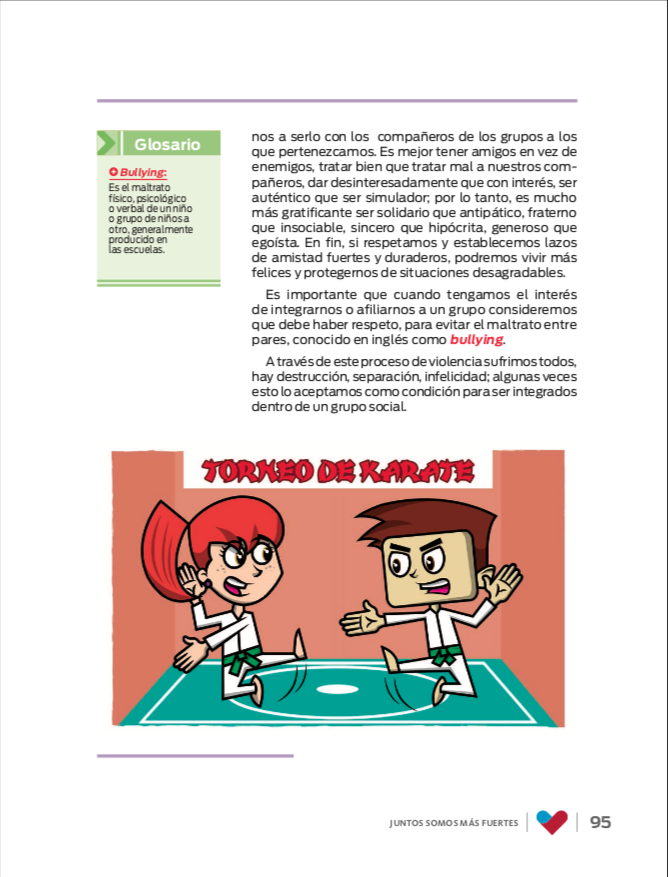 Glosario
Bullying:
Es el maltrato
físico, psicológico
o verbal de un niño
o grupo de niños a
otro, generalmente
producido en
las escuelas.
nos a serlo con los compañeros de los grupos a los
que pertenezcamos. Es mejor tener amigos en vez de
enemigos, tratar bien que tratar mal a nuestros com-
pañeros, dar desinteresadamente que con interés, ser
auténtico que ser simulador; por lo tanto, es mucho
más gratificante ser solidario que antipático, fraterno
que insociable, sincero que hipócrita, generoso que
egoísta. En fin, si respetamos y establecemos lazos
de amistad fuertes y duraderos, podremos vivir más
felices y protegernos de situaciones desagradables.
Es importante que cuando tengamos el interés
de integrarnos o afiliarnos a un grupo consideremos
que debe haber respeto, para evitar el maltrato entre
pares, conocido en inglés como bullying.
A través de este proceso de violencia sufrimos todos,
hay destrucción, separación, infelicidad; algunas veces
esto lo aceptamos como condición para ser integrados
dentro de un grupo social.
TORNEO DE KARATE
JUNTOS SOMOS MÁS FUERTES
95